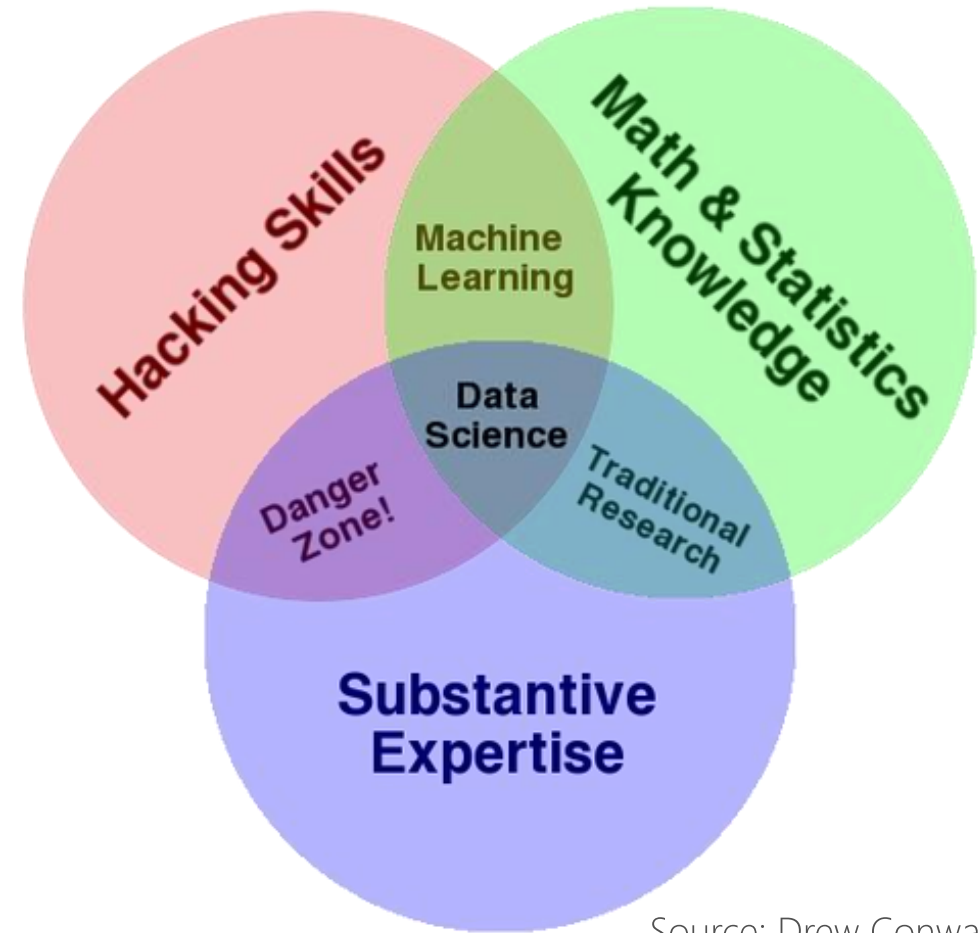 Hacking Skills
Math & Statistics
Knowledge
Machine
Learning
Data
Science
Danger
Zone!
Traditional
Research
Substantive
Expertise
Source: Drew